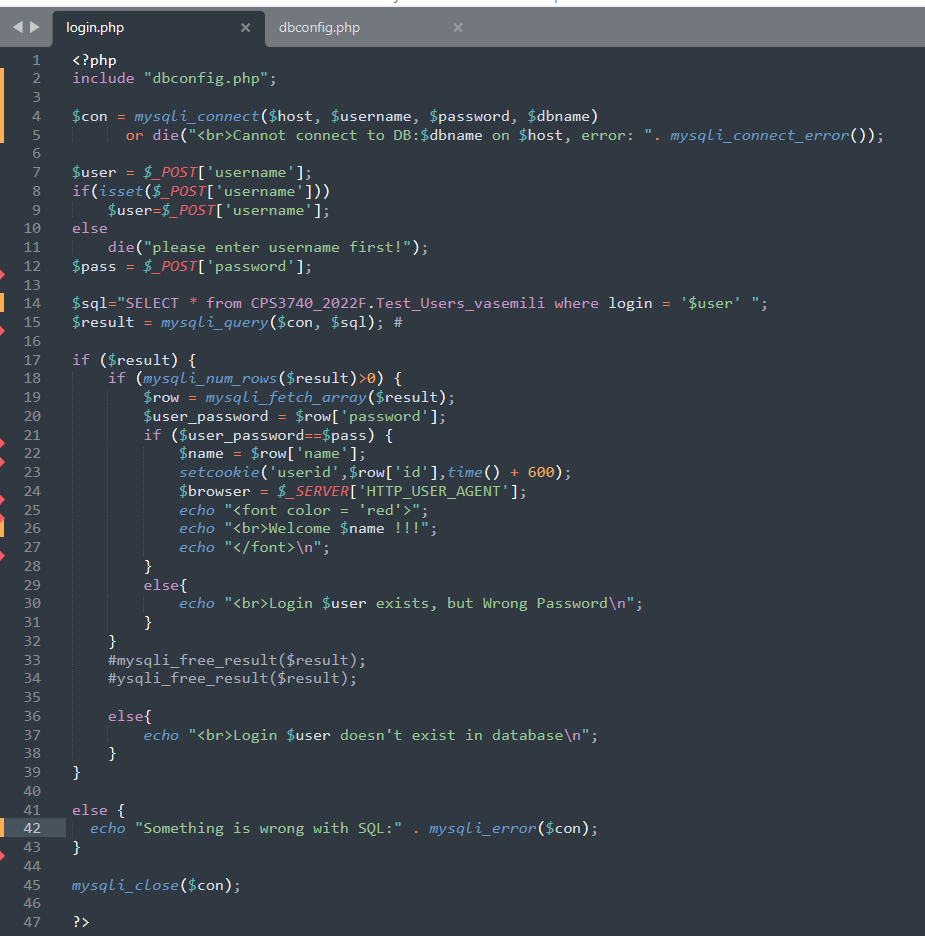 login.php × dbconfig.php ×
1 <?php
2 include "dbconfig.php";
3
4 $con = mysqli_connect($host, $username, $password, $dbname)
5       or die("<br>Cannot connect to DB:$dbname on $host, error: ". mysqli_connect_error());
6
7 $user = $_POST['username'];
8 if(isset($_POST['username']))
9     $user=$_POST['username'];
10 else
11     die("please enter username first!");
12 $pass = $_POST['password'];
13
14 $sql="SELECT * from CPS3740_2022F.Test_Users_vasemili where login = '$user' ";
15 $result = mysqli_query($con, $sql); #
16
17 if ($result) {
18     if (mysqli_num_rows($result)>0) {
19         $row = mysqli_fetch_array($result);
20         $user_password = $row['password'];
21         if ($user_password==$pass) {
22             $name = $row['name'];
23             setcookie('userid',$row['id'],time() + 600);
24             $browser = $_SERVER['HTTP_USER_AGENT'];
25             echo "<font color = 'red'>";
26             echo "<br>Welcome $name !!!";
27             echo "</font>\n";
28         }
29         else{
30             echo "<br>Login $user exists, but Wrong Password\n";
31         }
32     }
33     #mysqli_free_result($result);
34     #ysqli_free_result($result);
35
36     else{
37         echo "<br>Login $user doesn't exist in database\n";
38     }
39 }
40
41 else {
42   echo "Something is wrong with SQL:" . mysqli_error($con);
43 }
44
45 mysqli_close($con);
46
47 ?>